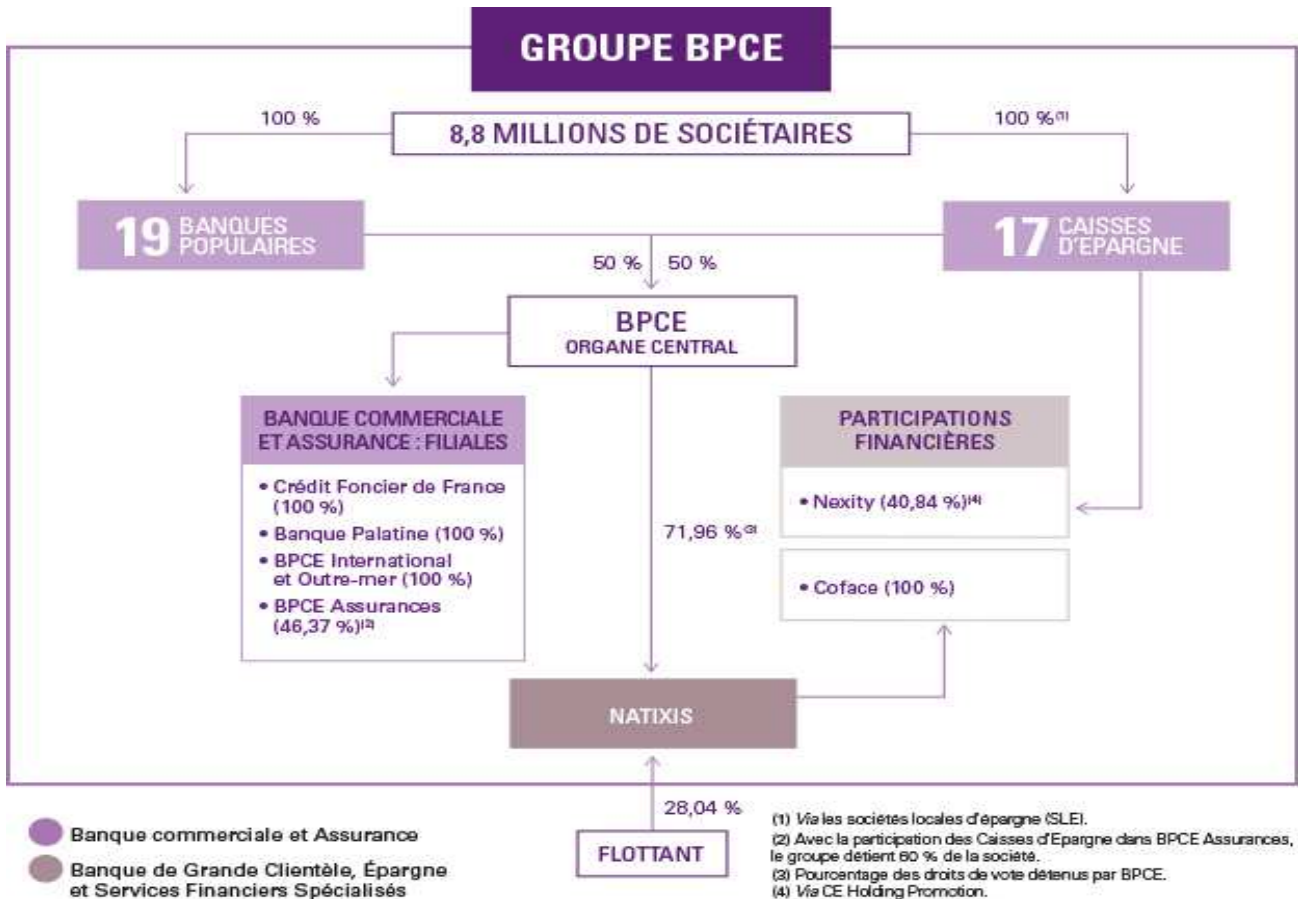 GROUPE BPCE
100 %
8,8 MILLIONS DE SOCIÉTAIRES
100 %(1)
19 BANQUES
POPULAIRES
17 CAISSES
D'EPARGNE
50 % 50 %
BPCE
ORGANE CENTRAL
BANQUE COMMERCIALE
ET ASSURANCE : FILIALES
• Crédit Foncier de France
(100 %)
• Banque Palatine (100 %)
• BPCE International
et Outre-mer (100 %)
• BPCE Assurances
(46,37 %)(2)
71,96 %(3)
PARTICIPATIONS
FINANCIÈRES
• Nexity (40,84 %)(4)
• Coface (100 %)
NATIXIS
28,04 %
FLOTTANT
Banque commerciale et Assurance
Banque de Grande Clientèle, Épargne
et Services Financiers Spécialisés
(1) Via les sociétés locales d'épargne (SLE).
(2) Avec la participation des Caisses d'Epargne dans BPCE Assurances,
le groupe détient 60 % de la société.
(3) Pourcentage des droits de vote détenus par BPCE.
(4) Via CE Holding Promotion.